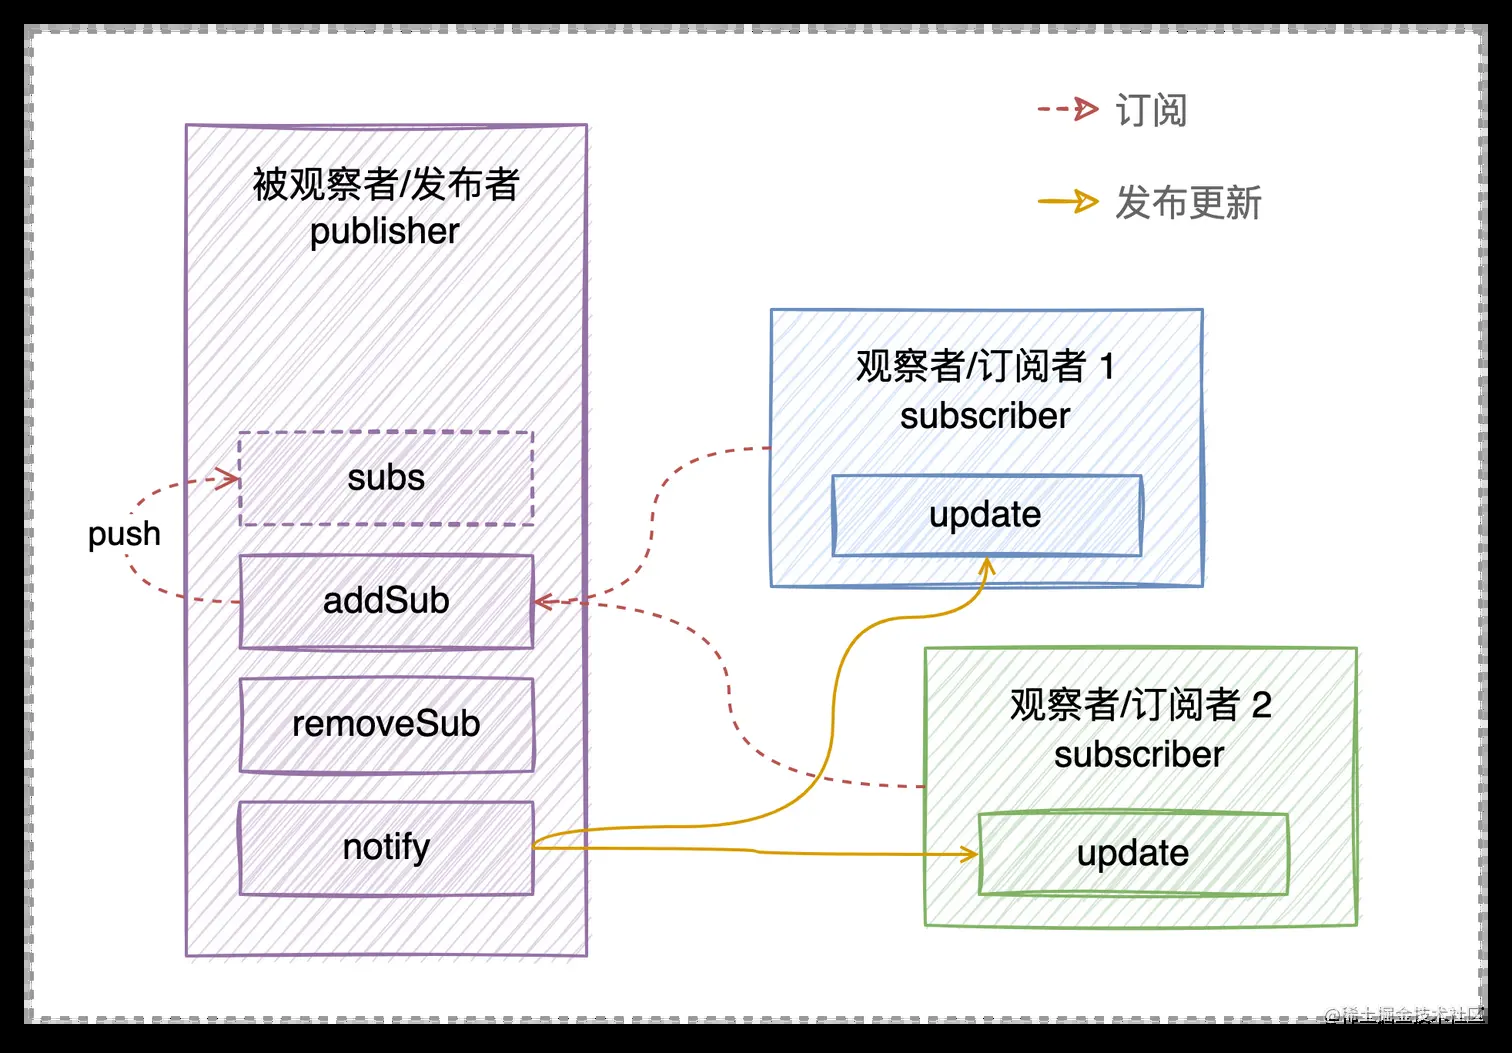 订阅
发布更新
被观察者/发布者
publisher
subs
push
addSub
removeSub
notify
观察者/订阅者 1
subscriber
update
观察者/订阅者 2
subscriber
update
@稀土掘金技术社区